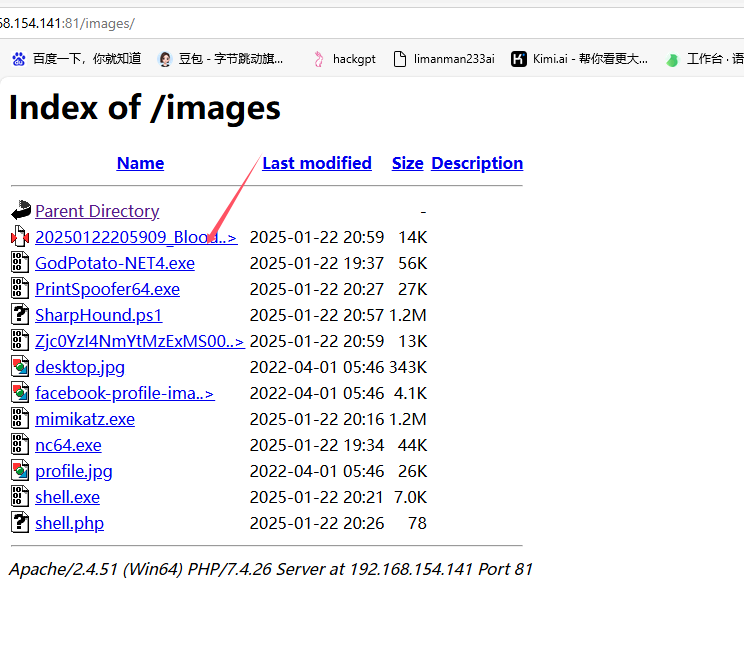 68.154.141:81/images/
百度一下，你就知道 豆包 - 字节跳动旗... hackgpt limanman233ai Kimi.ai - 帮你看更大... 工作台 · 语
Index of /images
Name Last modified Size Description
Parent Directory -
20250122205909_Blood..> 2025-01-22 20:59 14K
GodPotato-NET4.exe 2025-01-22 19:37 56K
PrintSpoofer64.exe 2025-01-22 20:27 27K
SharpHound.ps1 2025-01-22 20:57 1.2M
Zjc0YzI4NmYtMzExMS00..> 2025-01-22 20:59 13K
desktop.jpg 2022-04-01 05:46 343K
facebook-profile-ima..> 2022-04-01 05:46 4.1K
mimikatz.exe 2025-01-22 20:16 1.2M
nc64.exe 2025-01-22 19:34 44K
profile.jpg 2022-04-01 05:46 26K
shell.exe 2025-01-22 20:21 7.0K
shell.php 2025-01-22 20:26 78
Apache/2.4.51 (Win64) PHP/7.4.26 Server at 192.168.154.141 Port 81